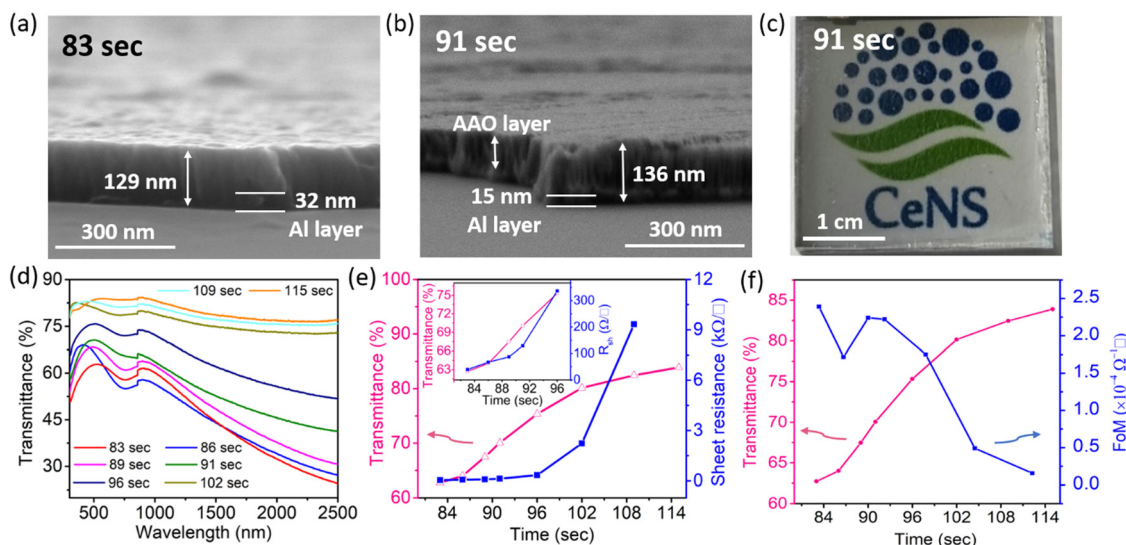 (a)
83 sec
129 nm
32 nm
Al layer
300 nm
(b)
91 sec
AAO layer
15 nm
136 nm
Al layer
300 nm
(c)
91 sec
CeNS
1 cm
(d)
90
75
60
45
30
Transmittance (%)
109 sec 115 sec
83 sec 86 sec
89 sec 91 sec
96 sec 102 sec
500 1000 1500 2000 2500
Wavelength (nm)
(e)
100
90
80
70
60
Transmittance (%)
75
72
69
66
63
Transmittance (%)
300
200
100
0
R_sh (Ω/□)
84 88 92 96
Time (sec)
12
9
6
3
0
Sheet resistance (kΩ/□)
84 90 96 102 108 114
Time (sec)
(f)
85
80
75
70
65
60
Transmittance (%)
2.5
2.0
1.5
1.0
0.5
0.0
FoM (×10⁻⁴ Ω⁻¹□)
84 90 96 102 108 114
Time (sec)